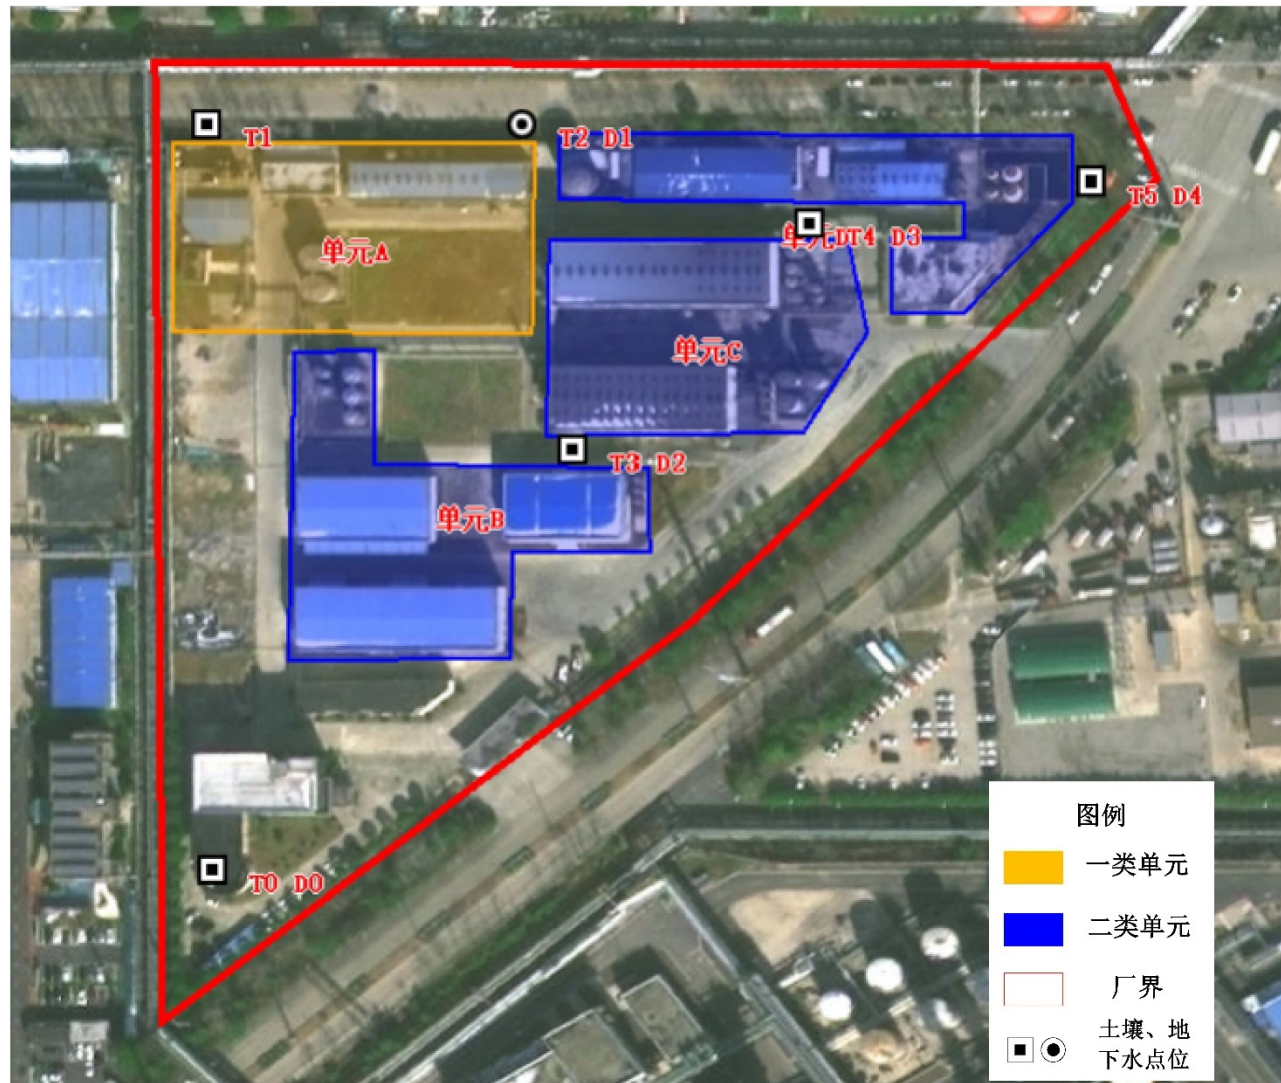 T1
T2 D1
T5 D4
单元A
单元DT4 D3
单元C
T3 D2
单元B
T0 D0
图例
一类单元
二类单元
厂界
土壤、地
下水点位